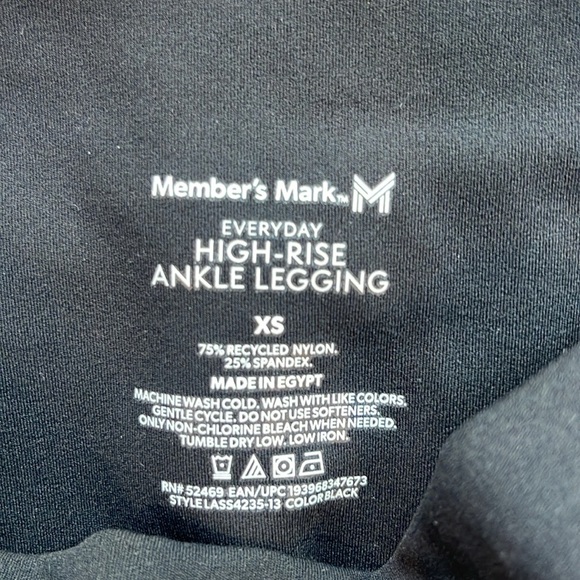 Member's Mark™
EVERYDAY
HIGH-RISE
ANKLE LEGGING
XS
75% RECYCLED NYLON.
25% SPANDEX.
MADE IN EGYPT
MACHINE WASH COLD. WASH WITH LIKE COLORS.
GENTLE CYCLE. DO NOT USE SOFTENERS.
ONLY NON-CHLORINE BLEACH WHEN NEEDED.
TUMBLE DRY LOW. LOW IRON.
RN# 52469 EAN/UPC 193968347673
STYLE LASS4235-13 COLOR BLACK